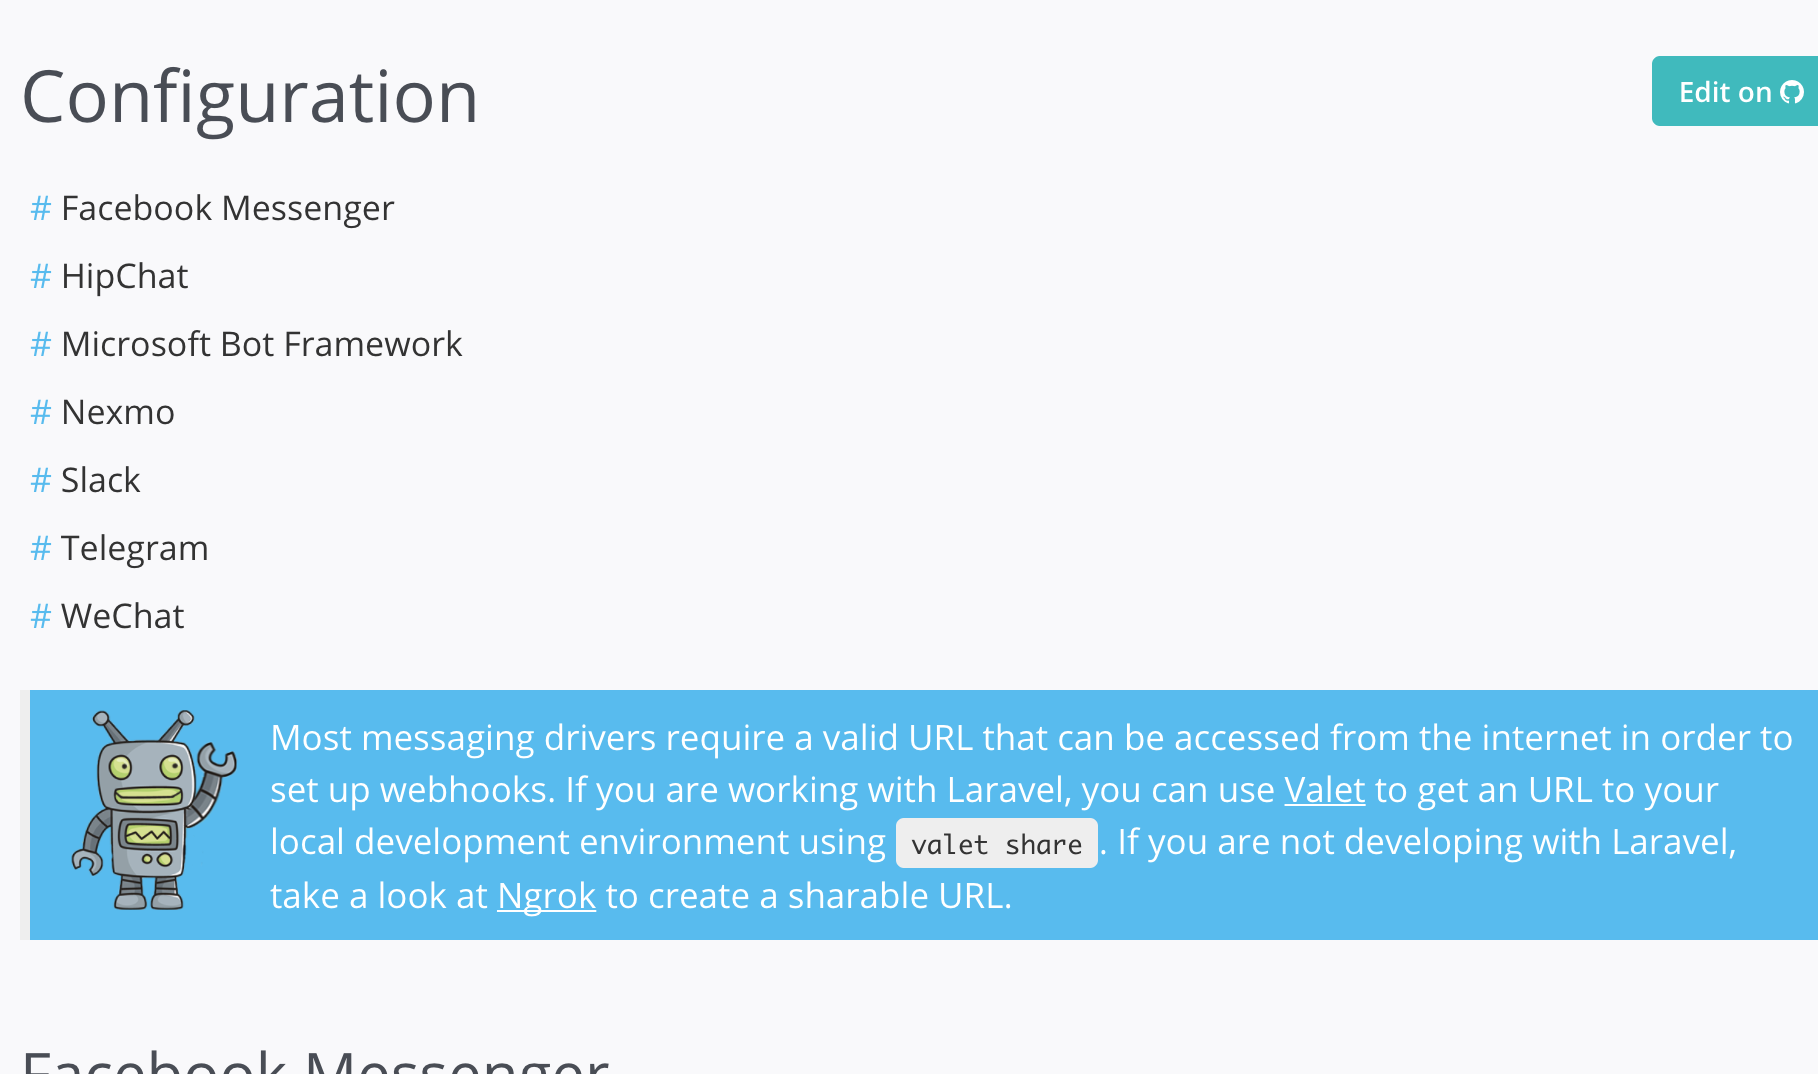 Configuration
Edit on
# Facebook Messenger
# HipChat
# Microsoft Bot Framework
# Nexmo
# Slack
# Telegram
# WeChat
Most messaging drivers require a valid URL that can be accessed from the internet in order to
set up webhooks. If you are working with Laravel, you can use Valet to get an URL to your
local development environment using valet share. If you are not developing with Laravel,
take a look at Ngrok to create a sharable URL.
Facebook Messenger